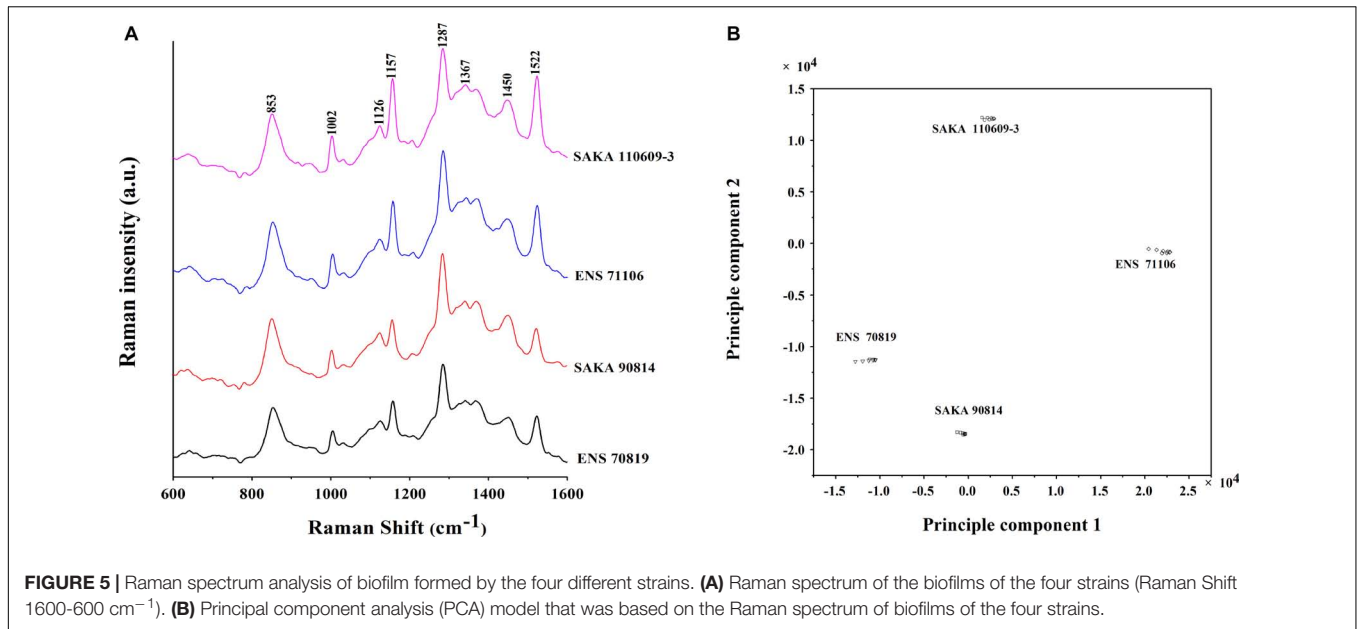 A
Raman insensity (a.u.)
853
1002
1126
1157
1287
1367
1450
1522
SAKA 110609-3
ENS 71106
SAKA 90814
ENS 70819
600 800 1000 1200 1400 1600
Raman Shift (cm⁻¹)
B
× 10⁴
Principle component 2
1.5
1.0
0.5
0.0
-0.5
-1.0
-1.5
-2.0
SAKA 110609-3
ENS 71106
ENS 70819
SAKA 90814
-1.5 -1.0 -0.5 0.0 0.5 1.0 1.5 2.0 2.5 × 10⁴
Principle component 1
FIGURE 5 | Raman spectrum analysis of biofilm formed by the four different strains. (A) Raman spectrum of the biofilms of the four strains (Raman Shift
1600-600 cm⁻¹). (B) Principal component analysis (PCA) model that was based on the Raman spectrum of biofilms of the four strains.